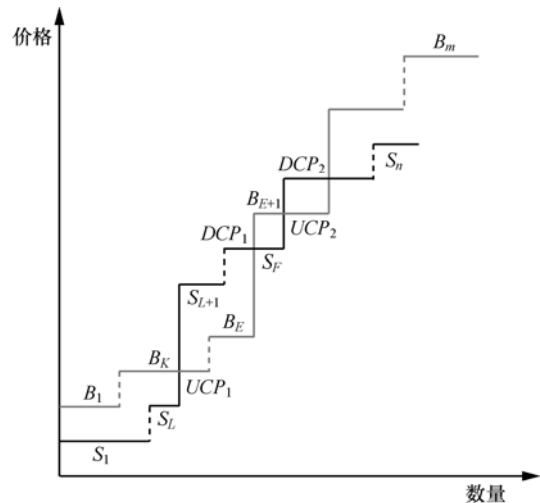 价格
B_m
DCP_2
S_n
B_{E+1}
UCP_2
DCP_1
S_F
S_{L+1}
B_E
B_K
UCP_1
B_1
S_L
S_1
数量